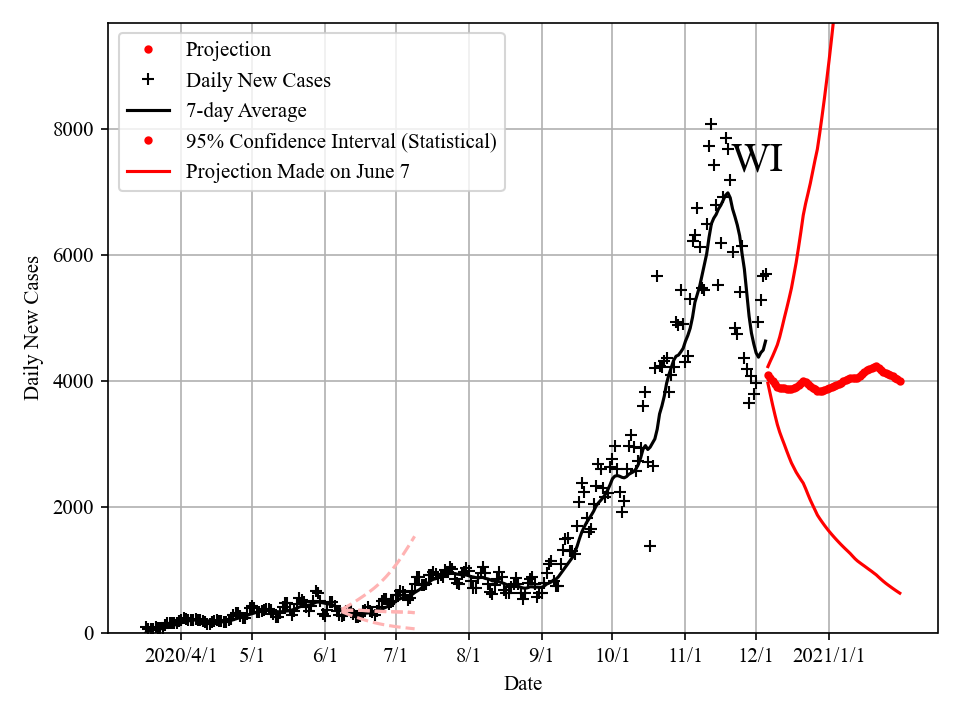 Projection
Daily New Cases
7-day Average
95% Confidence Interval (Statistical)
Projection Made on June 7
WI
8000
6000
4000
2000
0
Daily New Cases
2020/4/1 5/1 6/1 7/1 8/1 9/1 10/1 11/1 12/1 2021/1/1
Date